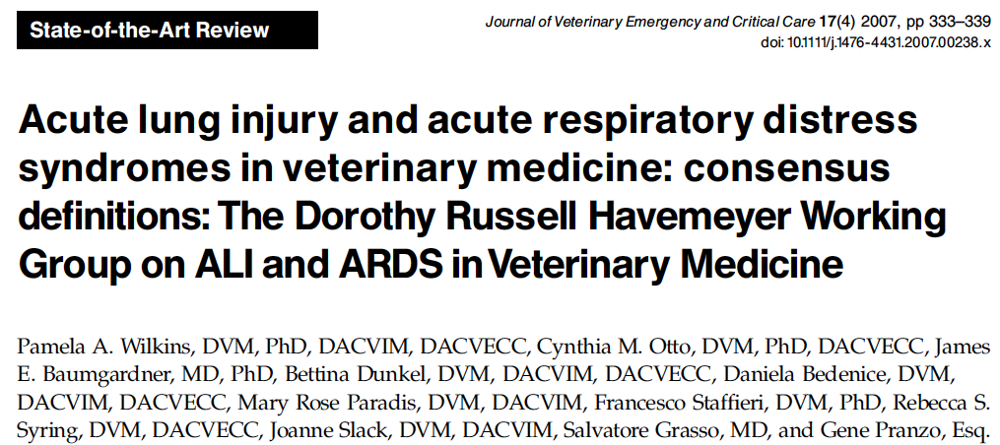 State-of-the-Art Review
Journal of Veterinary Emergency and Critical Care 17(4) 2007, pp 333–339
doi: 10.1111/j.1476-4431.2007.00238.x
Acute lung injury and acute respiratory distress
syndromes in veterinary medicine: consensus
definitions: The Dorothy Russell Havemeyer Working
Group on ALI and ARDS in Veterinary Medicine
Pamela A. Wilkins, DVM, PhD, DACVIM, DACVECC, Cynthia M. Otto, DVM, PhD, DACVECC, James
E. Baumgardner, MD, PhD, Bettina Dunkel, DVM, DACVIM, DACVECC, Daniela Bedenice, DVM,
DACVIM, DACVECC, Mary Rose Paradis, DVM, DACVIM, Francesco Staffieri, DVM, PhD, Rebecca S.
Syring, DVM, DACVECC, Joanne Slack, DVM, DACVIM, Salvatore Grasso, MD, and Gene Pranzo, Esq.